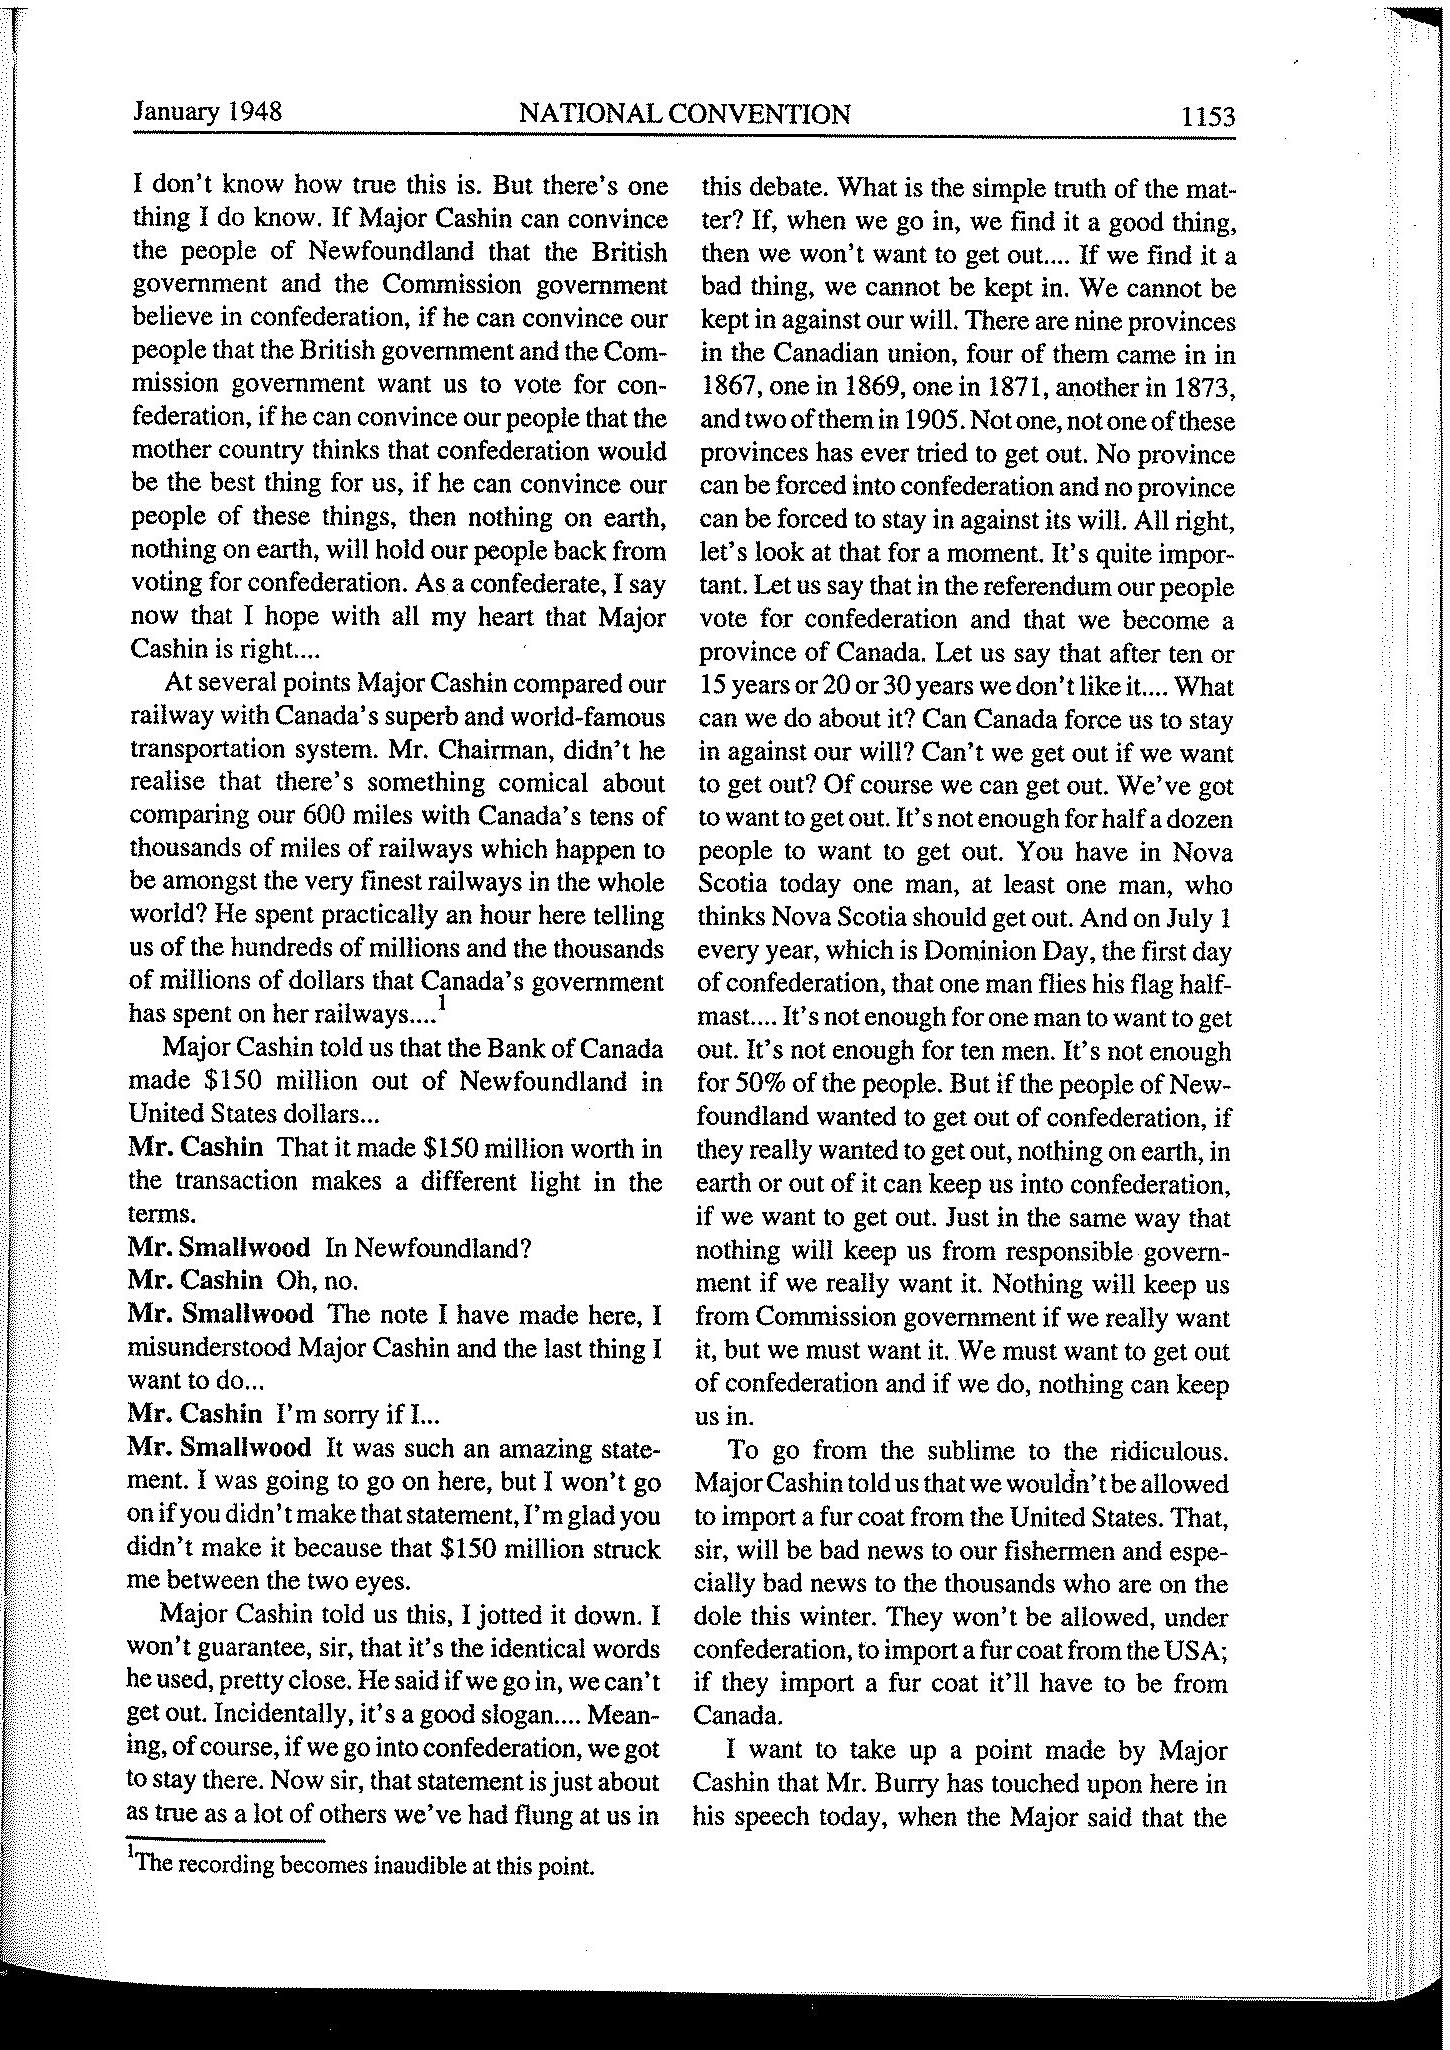 January 1948
NATIONAL CONVENTION
1153
I don't know how true this is. But there's one
thing I do know. If Major Cashin can convince
the people of Newfoundland that the British
government and the Commission government
believe in confederation, if he can convince our
people that the British government and the Com-
mission government want us to vote for con-
federation, if he can convince our people that the
mother country thinks that confederation would
be the best thing for us, if he can convince our
people of these things, then nothing on earth,
nothing on earth, will hold our people back from
voting for confederation. As a confederate, I say
now that I hope with all my heart that Major
Cashin is right....
At several points Major Cashin compared our
railway with Canada's superb and world-famous
transportation system. Mr. Chairman, didn't he
realise that there's something comical about
comparing our 600 miles with Canada's tens of
thousands of miles of railways which happen to
be amongst the very finest railways in the whole
world? He spent practically an hour here telling
us of the hundreds of millions and the thousands
of millions of dollars that Canada's government
has spent on her railways....1
Major Cashin told us that the Bank of Canada
made $150 million out of Newfoundland in
United States dollars...
Mr. Cashin That it made $150 million worth in
the transaction makes a different light in the
terms.
Mr. Smallwood In Newfoundland?
Mr. Cashin Oh, no.
Mr. Smallwood The note I have made here, I
misunderstood Major Cashin and the last thing I
want to do...
Mr. Cashin I'm sorry if I...
Mr. Smallwood It was such an amazing state-
ment. I was going to go on here, but I won't go
on if you didn't make that statement, I'm glad you
didn't make it because that $150 million struck
me between the two eyes.
Major Cashin told us this, I jotted it down. I
won't guarantee, sir, that it's the identical words
he used, pretty close. He said if we go in, we can't
get out. Incidentally, it's a good slogan.... Mean-
ing, of course, if we go into confederation, we got
to stay there. Now sir, that statement is just about
as true as a lot of others we've had flung at us in
1The recording becomes inaudible at this point.
this debate. What is the simple truth of the mat-
ter? If, when we go in, we find it a good thing,
then we won't want to get out.... If we find it a
bad thing, we cannot be kept in. We cannot be
kept in against our will. There are nine provinces
in the Canadian union, four of them came in in
1867, one in 1869, one in 1871, another in 1873,
and two of them in 1905. Not one, not one of these
provinces has ever tried to get out. No province
can be forced into confederation and no province
can be forced to stay in against its will. All right,
let's look at that for a moment. It's quite impor-
tant. Let us say that in the referendum our people
vote for confederation and that we become a
province of Canada. Let us say that after ten or
15 years or 20 or 30 years we don't like it.... What
can we do about it? Can Canada force us to stay
in against our will? Can't we get out if we want
to get out? Of course we can get out. We've got
to want to get out. It's not enough for half a dozen
people to want to get out. You have in Nova
Scotia today one man, at least one man, who
thinks Nova Scotia should get out. And on July 1
every year, which is Dominion Day, the first day
of confederation, that one man flies his flag half-
mast.... It's not enough for one man to want to get
out. It's not enough for ten men. It's not enough
for 50% of the people. But if the people of New-
foundland wanted to get out of confederation, if
they really wanted to get out, nothing on earth, in
earth or out of it can keep us into confederation,
if we want to get out. Just in the same way that
nothing will keep us from responsible govern-
ment if we really want it. Nothing will keep us
from Commission government if we really want
it, but we must want it. We must want to get out
of confederation and if we do, nothing can keep
us in.
To go from the sublime to the ridiculous.
Major Cashin told us that we wouldn't be allowed
to import a fur coat from the United States. That,
sir, will be bad news to our fishermen and espe-
cially bad news to the thousands who are on the
dole this winter. They won't be allowed, under
confederation, to import a fur coat from the USA;
if they import a fur coat it'll have to be from
Canada.
I want to take up a point made by Major
Cashin that Mr. Burry has touched upon here in
his speech today, when the Major said that the